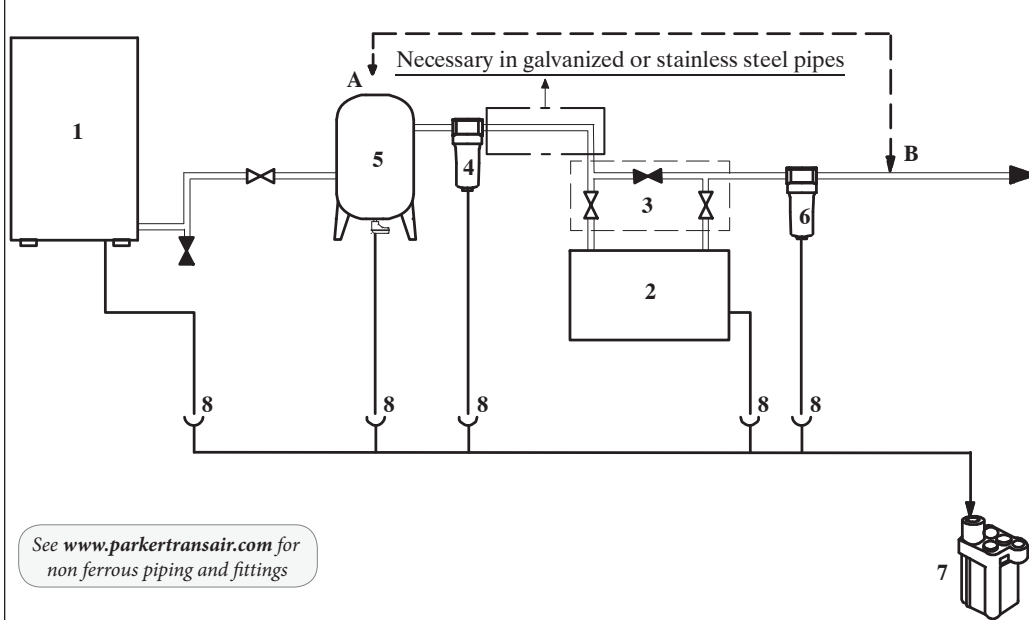 Necessary in galvanized or stainless steel pipes
A
B
1
5
4
3
6
2
8
8
8
8
8
7
See www.parkertransair.com for
non ferrous piping and fittings